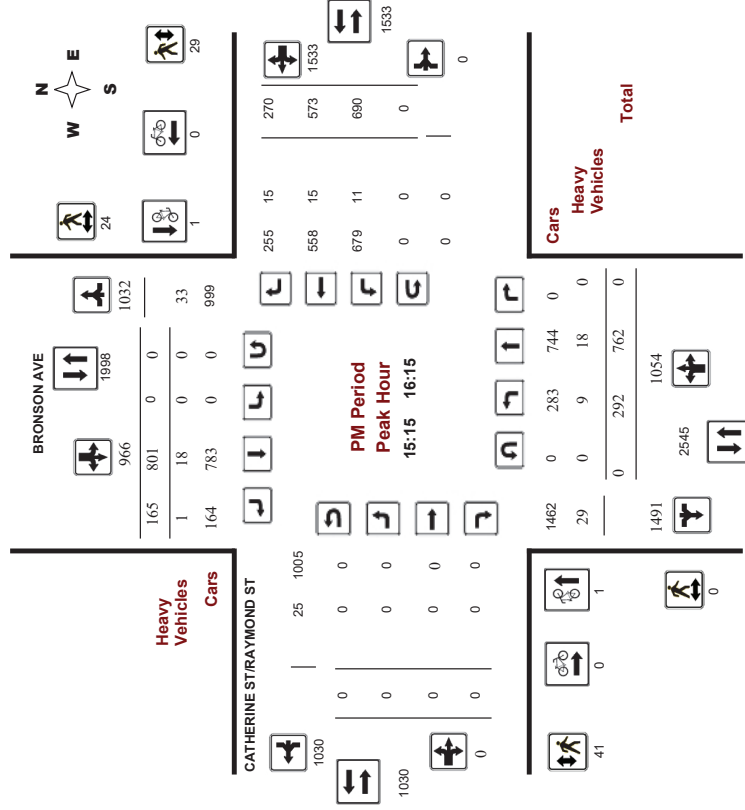 N
W E
S
29
0
24
1
BRONSON AVE
1998
966 1032
165 801 0 0
1 18 0 0 33
164 783 0 0 999
Heavy
Vehicles
Cars
CATHERINE ST/RAYMOND ST
25 1005
1030
0 0 0
0 0 0
0 0 0
0 0 0
1030
0
PM Period
Peak Hour
15:15 16:15
255 15 270
558 15 573
679 11 690
0 0 0
0 0
1533
1533
0
1462 0 283 744 0 Cars
29 0 9 18 0 Heavy
Vehicles
0 292 762 0 Total
1491 1054
2545
41
0
1
0